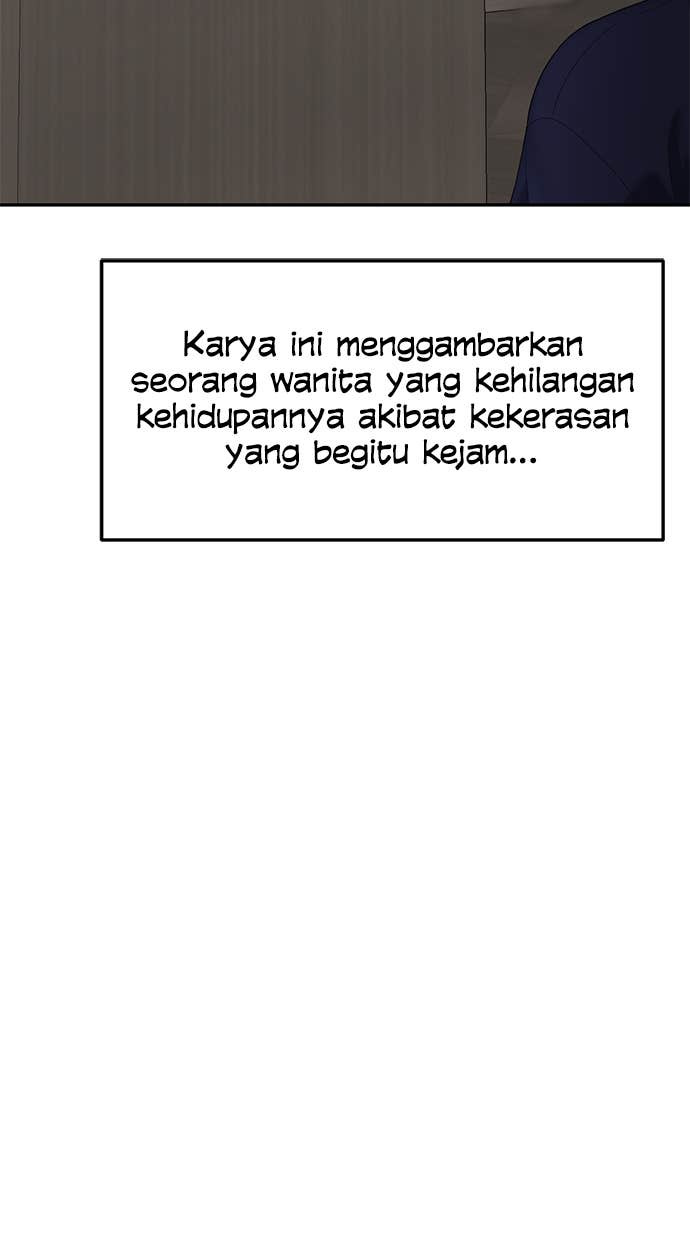 Karya ini menggambarkan
seorang wanita yang kehilangan
kehidupannya akibat kekerasan
yang begitu kejam...